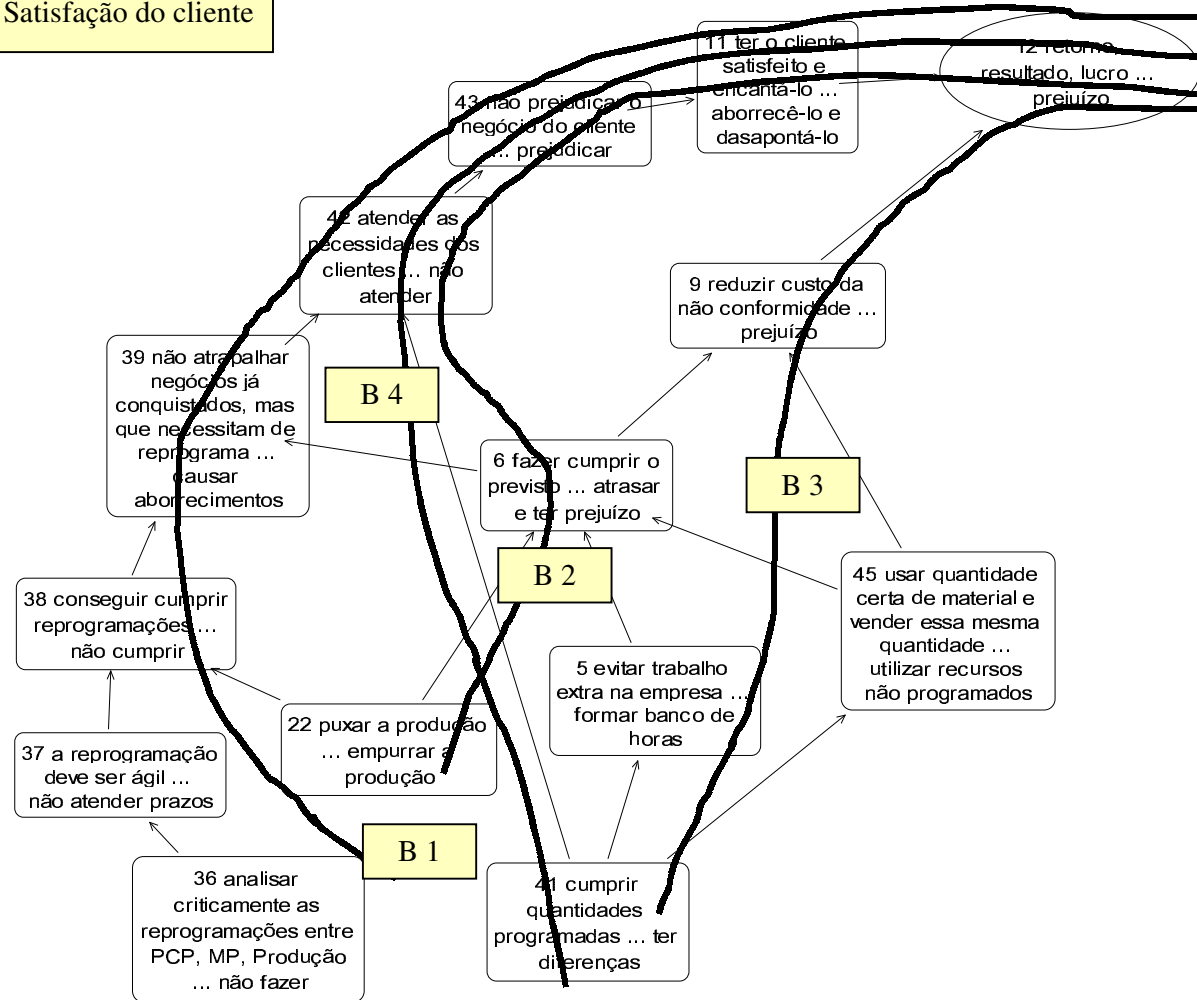 Satisfação do cliente
11 ter o cliente
satisfeito e
encantá-lo ...
aborrecê-lo e
dasapontá-lo
12 retorno,
resultado, lucro ...
prejuízo
43 não prejudicar o
negócio do cliente
... prejudicar
42 atender as
necessidades dos
clientes ... não
atender
9 reduzir custo da
não conformidade ...
prejuízo
39 não atrapalhar
negócios já
conquistados, mas
que necessitam de
reprograma ...
causar
aborrecimentos
B 4
6 fazer cumprir o
previsto ... atrasar
e ter prejuízo
B 3
B 2
45 usar quantidade
certa de material e
vender essa mesma
quantidade ...
utilizar recursos
não programados
38 conseguir cumprir
reprogramações ...
não cumprir
5 evitar trabalho
extra na empresa ...
formar banco de
horas
22 puxar a produção
... empurrar a
produção
37 a reprogramação
deve ser ágil ...
não atender prazos
B 1
36 analisar
criticamente as
reprogramações entre
PCP, MP, Produção
... não fazer
41 cumprir
quantidades
programadas ... ter
diferenças